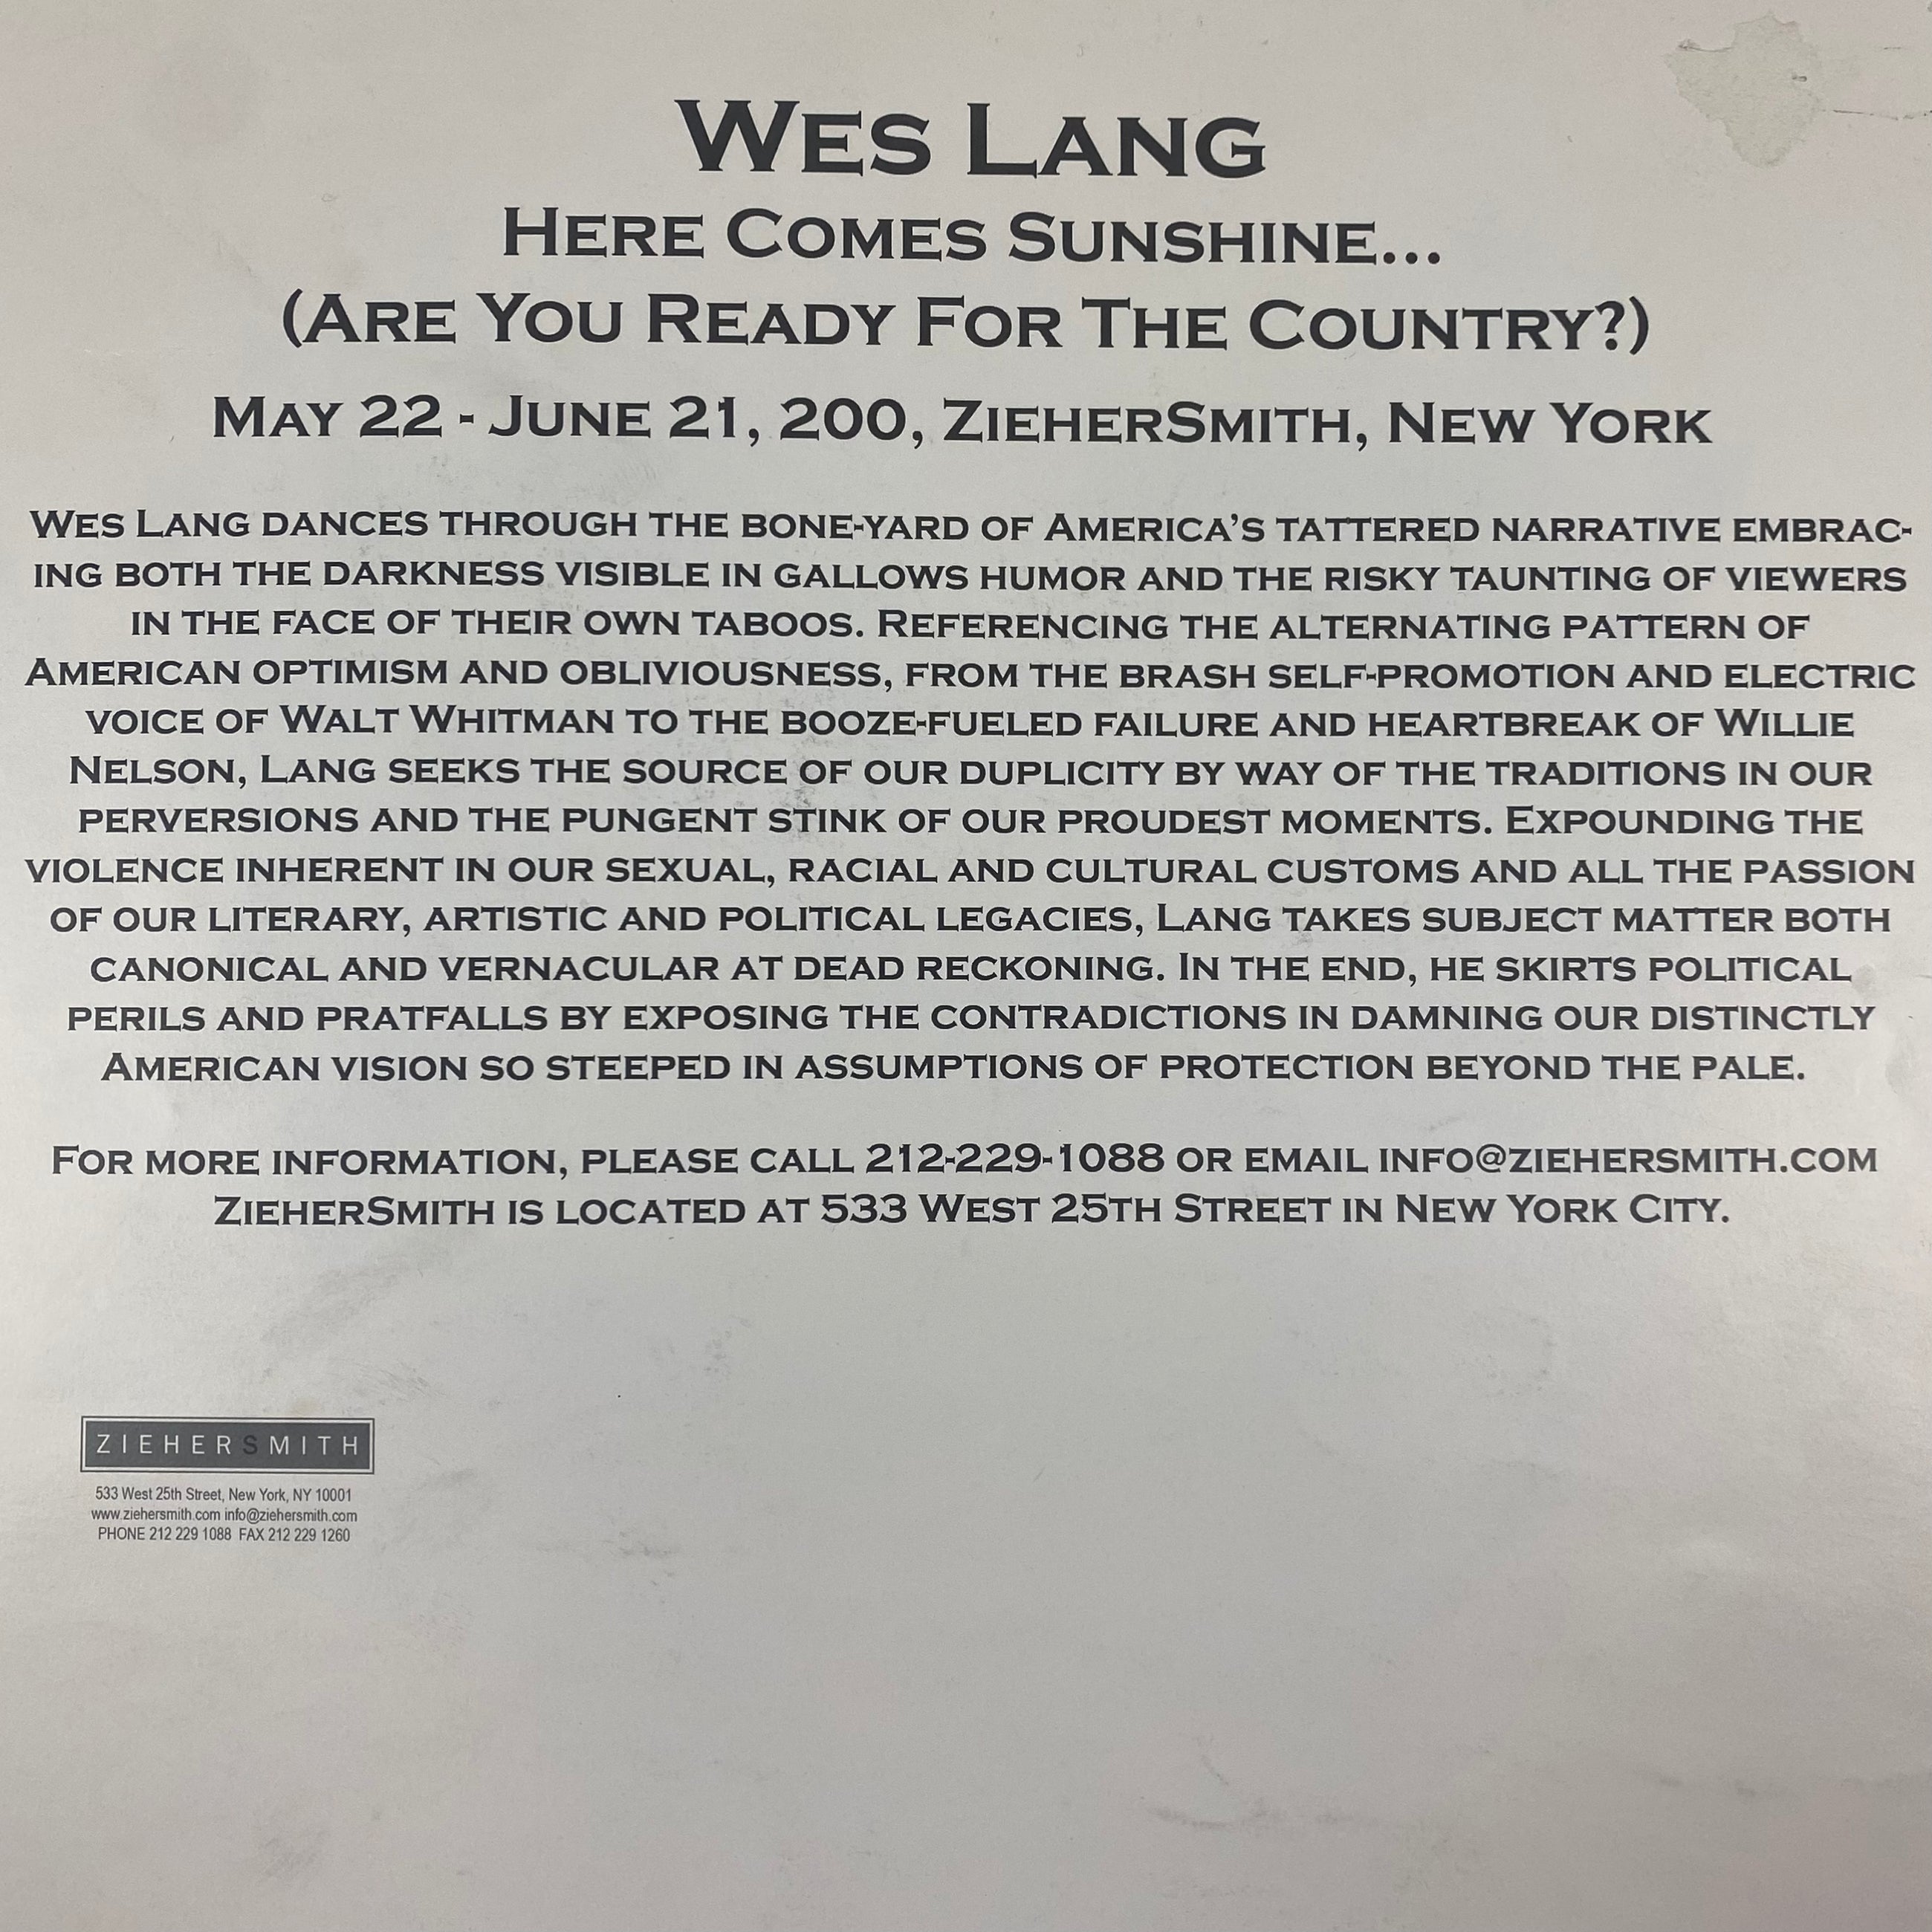 Wes Lang
Here Comes Sunshine...
(Are You Ready For The Country?)
May 22 - June 21, 200, ZieherSmith, New York
Wes Lang dances through the bone-yard of America's tattered narrative embrac-
ing both the darkness visible in gallows humor and the risky taunting of viewers
in the face of their own taboos. Referencing the alternating pattern of
American optimism and obliviousness, from the brash self-promotion and electric
voice of Walt Whitman to the booze-fueled failure and heartbreak of Willie
Nelson, Lang seeks the source of our duplicity by way of the traditions in our
perversions and the pungent stink of our proudest moments. Expounding the
violence inherent in our sexual, racial and cultural customs and all the passion
of our literary, artistic and political legacies, Lang takes subject matter both
canonical and vernacular at dead reckoning. In the end, he skirts political
perils and pratfalls by exposing the contradictions in damning our distinctly
American vision so steeped in assumptions of protection beyond the pale.
For more information, please call 212-229-1088 or email info@ziehersmith.com
ZieherSmith is located at 533 West 25th Street in New York City.
ZIEHERSMITH
533 West 25th Street, New York, NY 10001
www.ziehersmith.com info@ziehersmith.com
PHONE 212 229 1088 FAX 212 229 1260